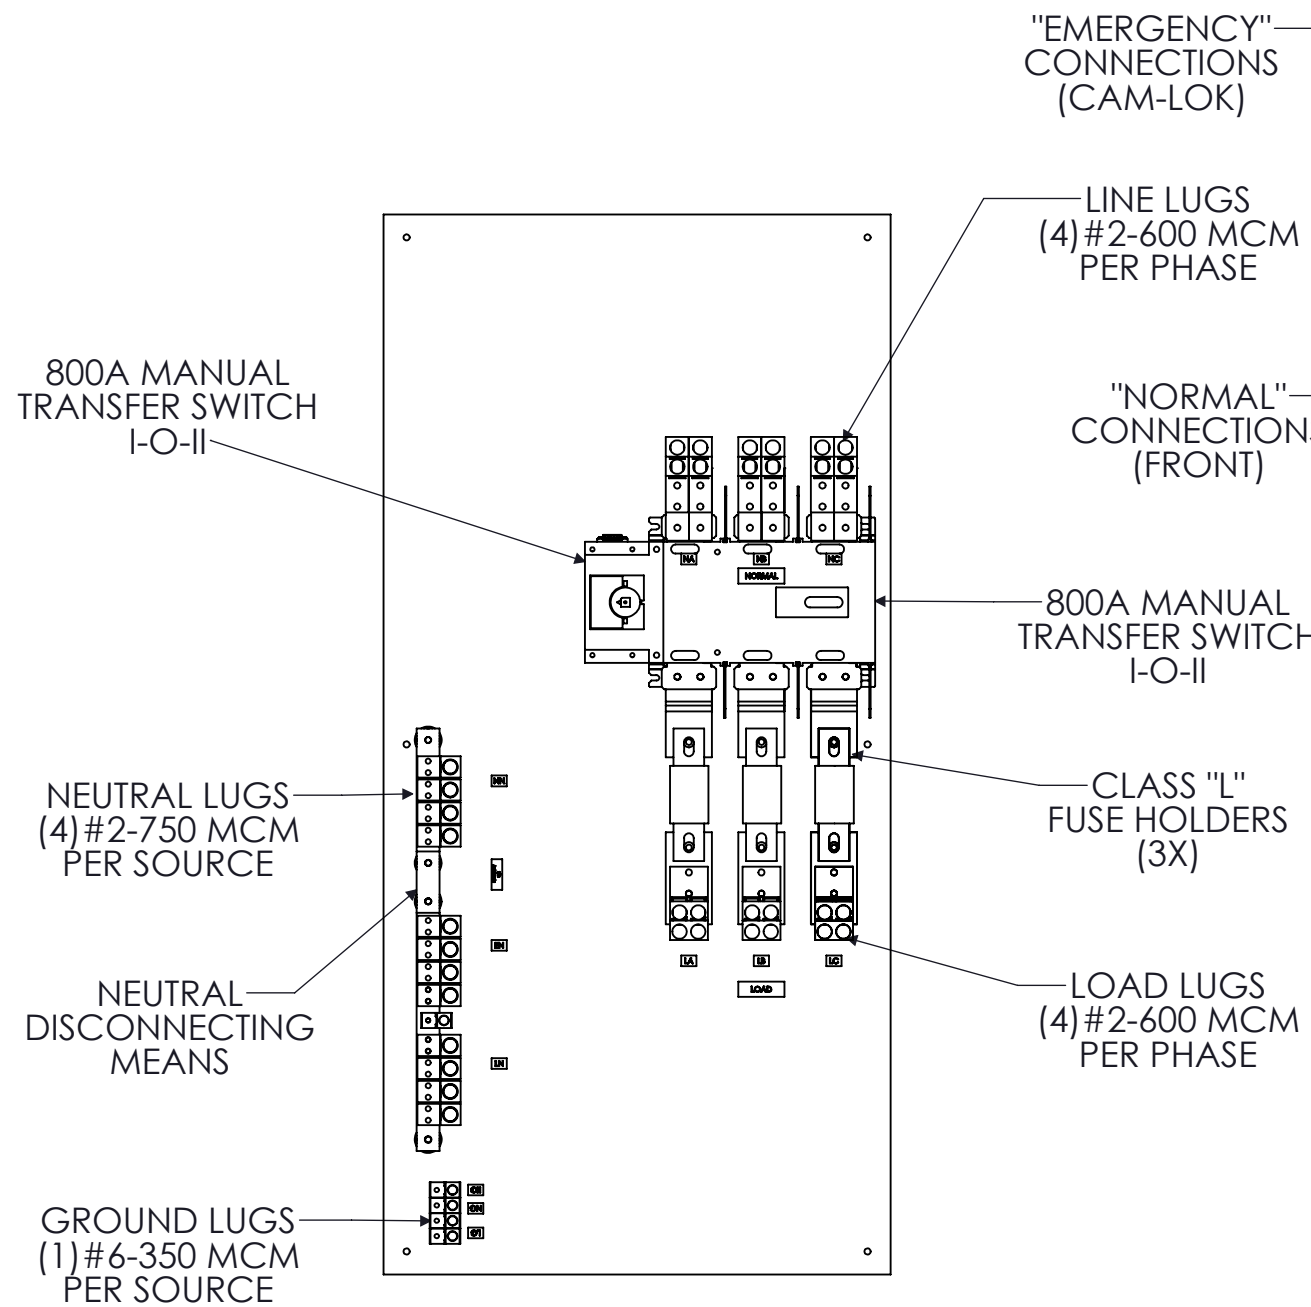 "EMERGENCY"
CONNECTIONS
(CAM-LOK)
LINE LUGS
(4)#2-600 MCM
PER PHASE
800A MANUAL
TRANSFER SWITCH
I-O-II
"NORMAL"
CONNECTIONS
(FRONT)
NA
NB
NC
NORMAL
800A MANUAL
TRANSFER SWITCH
I-O-II
NEUTRAL LUGS
(4)#2-750 MCM
PER SOURCE
NN
CLASS "L"
FUSE HOLDERS
(3X)
EN
LA
LB
LC
LOAD
NEUTRAL
DISCONNECTING
MEANS
LOAD LUGS
(4)#2-600 MCM
PER PHASE
LN
GROUND LUGS
(1)#6-350 MCM
PER SOURCE